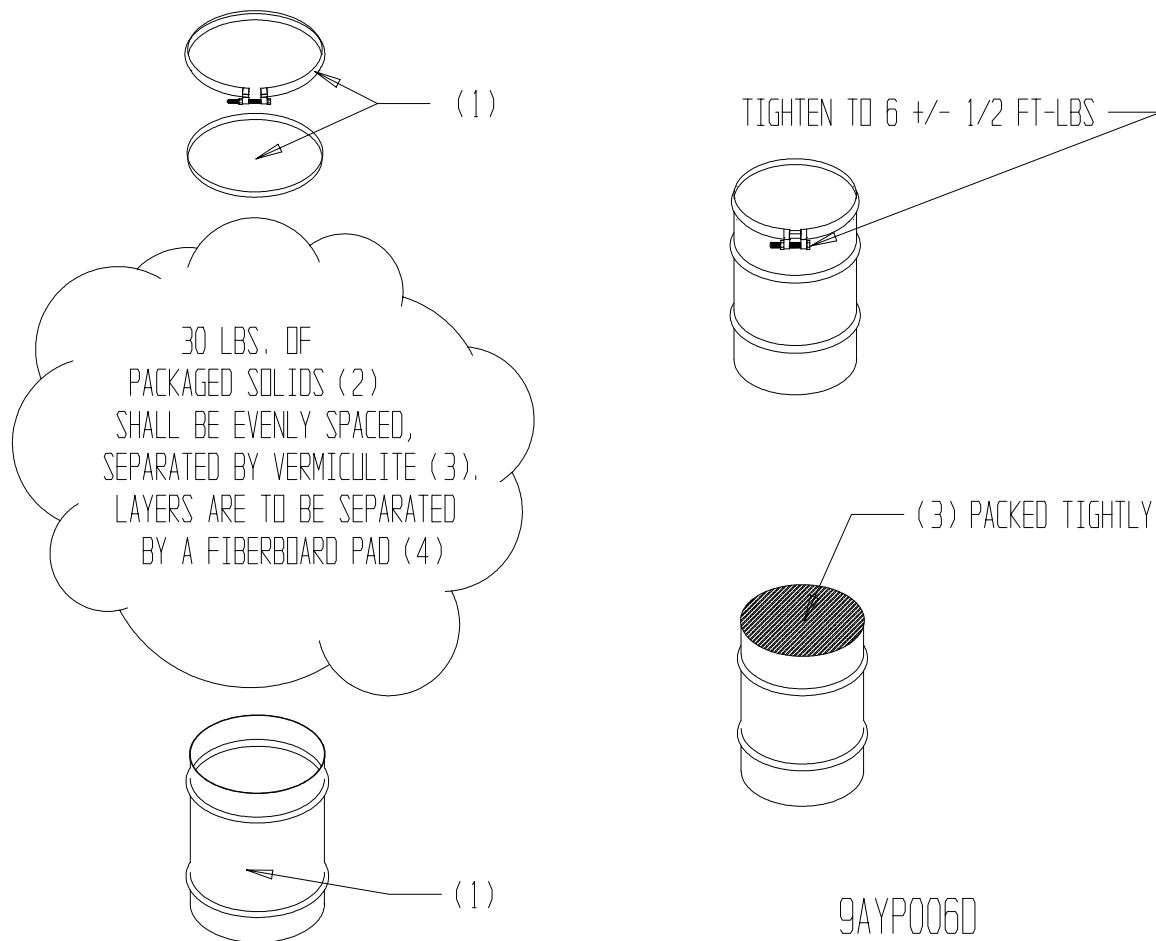 (1)
TIGHTEN TO 6 +/- 1/2 FT-LBS
30 LBS. OF
PACKAGED SOLIDS (2)
SHALL BE EVENLY SPACED,
SEPARATED BY VERMICULITE (3).
LAYERS ARE TO BE SEPARATED
BY A FIBERBOARD PAD (4)
(3) PACKED TIGHTLY
(1)
9AYP006D